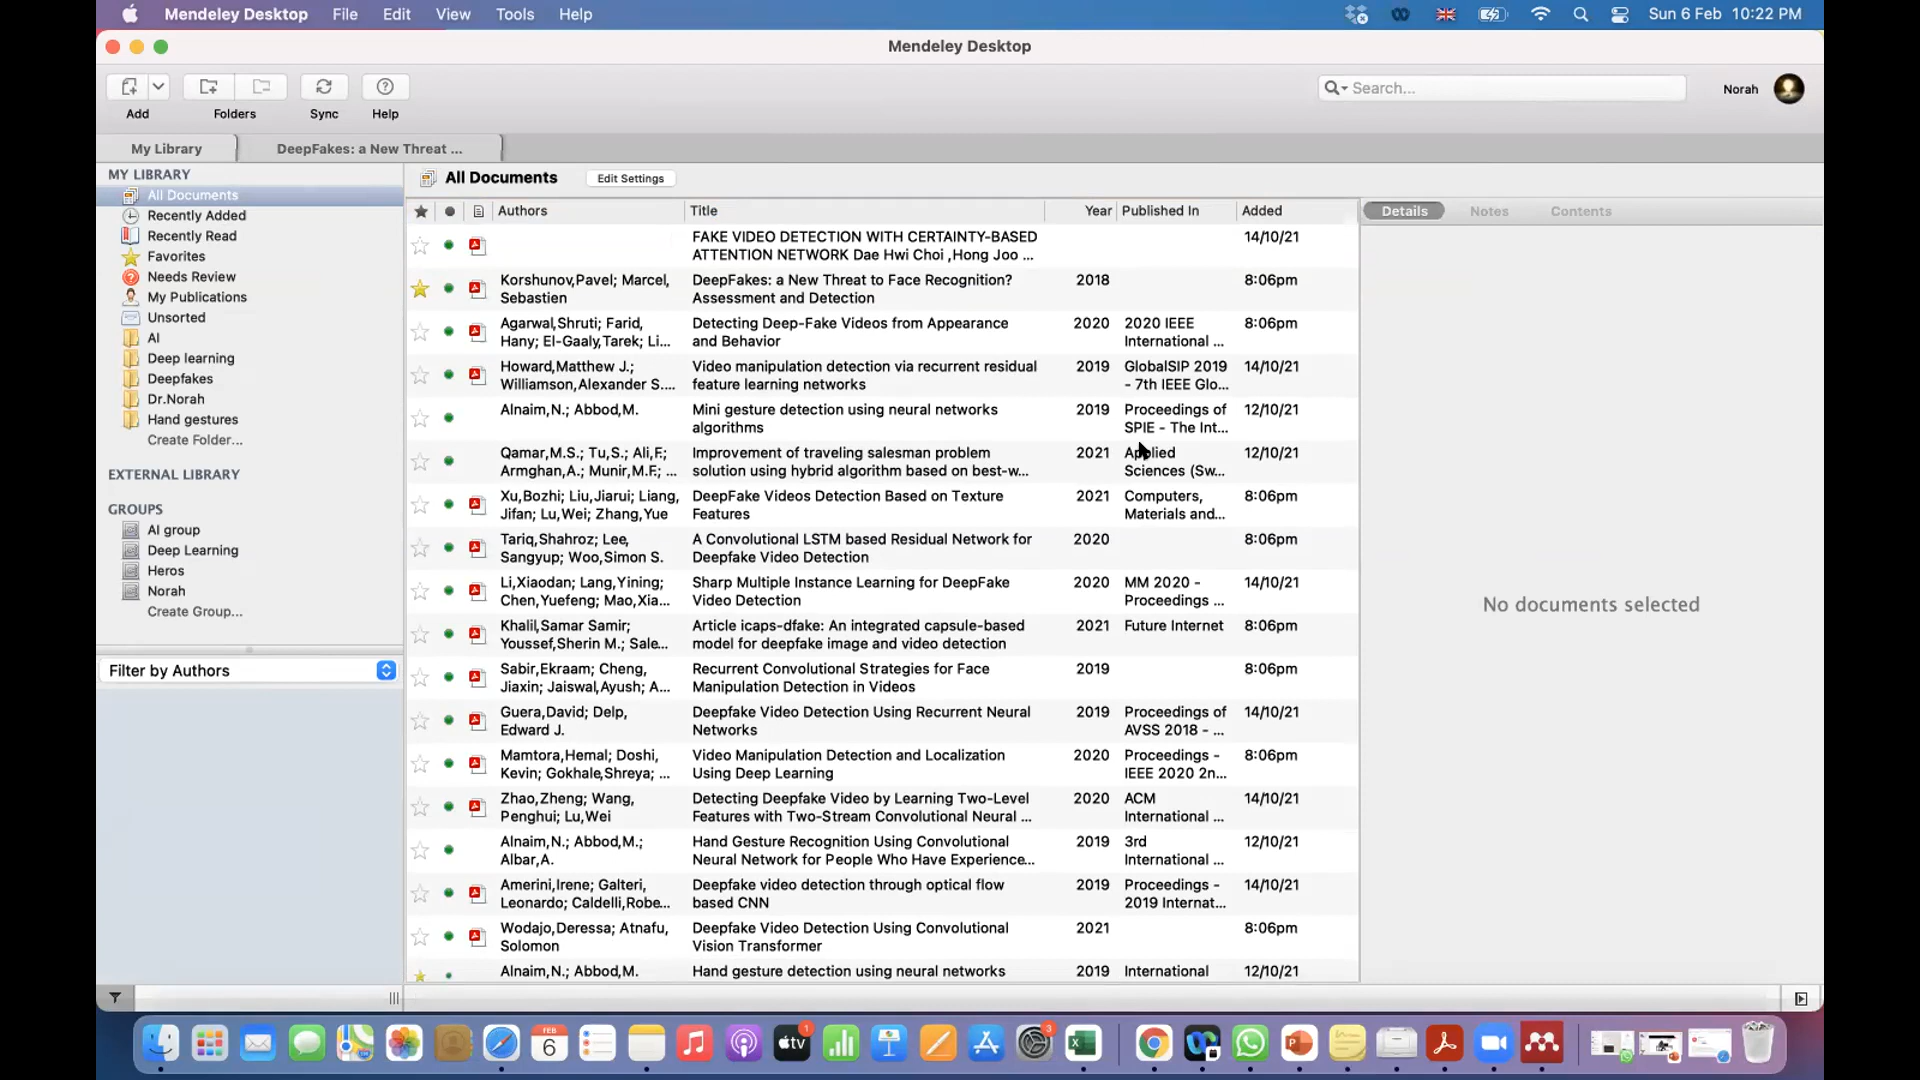 Mendeley Desktop File Edit View Tools Help Sun 6 Feb 10:22 PM
Mendeley Desktop
Search... Norah
Add Folders Sync Help
My Library DeepFakes: a New Threat ...
MY LIBRARY
All Documents
Recently Added
Recently Read
Favorites
Needs Review
My Publications
Unsorted
AI
Deep learning
Deepfakes
Dr.Norah
Hand gestures
Create Folder...
EXTERNAL LIBRARY
GROUPS
AI group
Deep Learning
Heros
Norah
Create Group...
Filter by Authors
All Documents Edit Settings
Authors Title Year Published In Added
FAKE VIDEO DETECTION WITH CERTAINTY-BASED 14/10/21
ATTENTION NETWORK Dae Hwi Choi ,Hong Joo ...
Korshunov,Pavel; Marcel, DeepFakes: a New Threat to Face Recognition? 2018 8:06pm
Sebastien Assessment and Detection
Agarwal,Shruti; Farid, Detecting Deep-Fake Videos from Appearance 2020 2020 IEEE 8:06pm
Hany; El-Gaaly,Tarek; Li... and Behavior International ...
Howard,Matthew J.; Video manipulation detection via recurrent residual 2019 GlobalSIP 2019 14/10/21
Williamson,Alexander S.... feature learning networks - 7th IEEE Glo...
Alnaim,N.; Abbod,M. Mini gesture detection using neural networks 2019 Proceedings of 12/10/21
algorithms SPIE - The Int...
Qamar,M.S.; Tu,S.; Ali,F.; Improvement of traveling salesman problem 2021 Applied 12/10/21
Armghan,A.; Munir,M.F.; ... solution using hybrid algorithm based on best-w... Sciences (Sw...
Xu,Bozhi; Liu,Jiarui; Liang, DeepFake Videos Detection Based on Texture 2021 Computers, 8:06pm
Jifan; Lu,Wei; Zhang,Yue Features Materials and...
Tariq,Shahroz; Lee, A Convolutional LSTM based Residual Network for 2020 8:06pm
Sangyup; Woo,Simon S. Deepfake Video Detection
Li,Xiaodan; Lang,Yining; Sharp Multiple Instance Learning for DeepFake 2020 MM 2020 - 14/10/21
Chen,Yuefeng; Mao,Xia... Video Detection Proceedings ...
Khalil,Samar Samir; Article icaps-dfake: An integrated capsule-based 2021 Future Internet 8:06pm
Youssef,Sherin M.; Sale... model for deepfake image and video detection
Sabir,Ekraam; Cheng, Recurrent Convolutional Strategies for Face 2019 8:06pm
Jiaxin; Jaiswal,Ayush; A... Manipulation Detection in Videos
Guera,David; Delp, Deepfake Video Detection Using Recurrent Neural 2019 Proceedings of 14/10/21
Edward J. Networks AVSS 2018 - ...
Mamtora,Hemal; Doshi, Video Manipulation Detection and Localization 2020 Proceedings - 8:06pm
Kevin; Gokhale,Shreya; ... Using Deep Learning IEEE 2020 2n...
Zhao,Zheng; Wang, Detecting Deepfake Video by Learning Two-Level 2020 ACM 14/10/21
Penghui; Lu,Wei Features with Two-Stream Convolutional Neural ... International ...
Alnaim,N.; Abbod,M.; Hand Gesture Recognition Using Convolutional 2019 3rd 12/10/21
Albar,A. Neural Network for People Who Have Experience... International ...
Amerini,Irene; Galteri, Deepfake video detection through optical flow 2019 Proceedings - 14/10/21
Leonardo; Caldelli,Robe... based CNN 2019 Internat...
Wodajo,Deressa; Atnafu, Deepfake Video Detection Using Convolutional 2021 8:06pm
Solomon Vision Transformer
Alnaim,N.; Abbod,M. Hand gesture detection using neural networks 2019 International 12/10/21
Details Notes Contents
No documents selected
FEB
6
tv
1
3